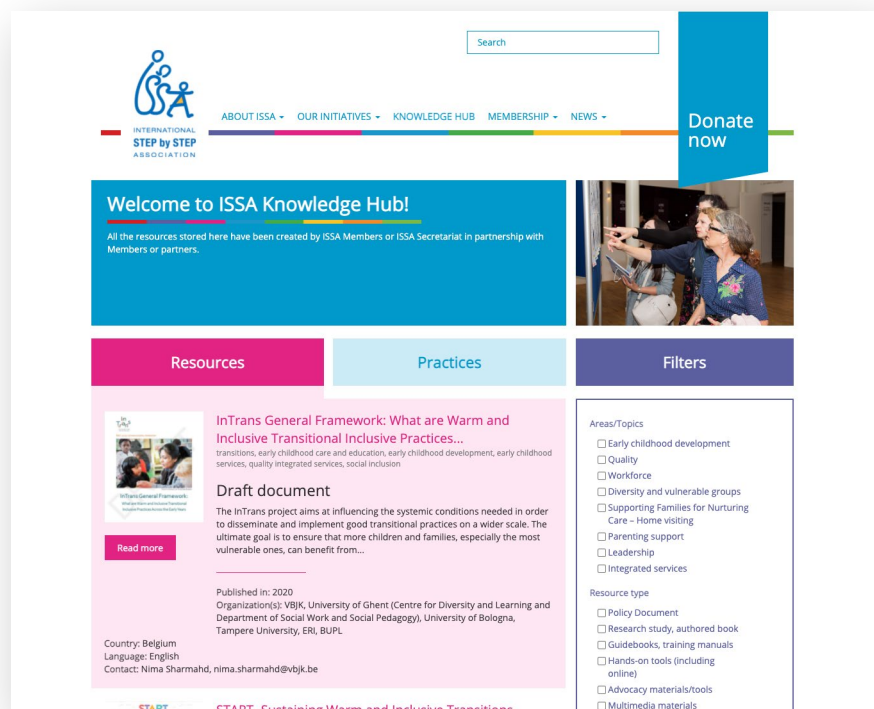 Search
Donate
now
ISSA
INTERNATIONAL
STEP by STEP
ASSOCIATION
ABOUT ISSA
OUR INITIATIVES
KNOWLEDGE HUB
MEMBERSHIP
NEWS
Welcome to ISSA Knowledge Hub!
All the resources stored here have been created by ISSA Members or ISSA Secretariat in partnership with
Members or partners.
Resources
Practices
Filters
InTrans General Framework:
InTrans General Framework: What are Warm and
Inclusive Transitional Inclusive Practices...
transitions, early childhood care and education, early childhood development, early childhood
services, quality integrated services, social inclusion
Draft document
The InTrans project aims at influencing the systemic conditions needed in order
to disseminate and implement good transitional practices on a wider scale. The
ultimate goal is to ensure that more children and families, especially the most
vulnerable ones, can benefit from...
Read more
Published in: 2020
Organization(s): VBJK, University of Ghent (Centre for Diversity and Learning and
Department of Social Work and Social Pedagogy), University of Bologna,
Tampere University, ERI, BUPL
Country: Belgium
Language: English
Contact: Nima Sharmahd, nima.sharmahd@vbjk.be
START
START- Sustaining Warm and Inclusive Transitions
Areas/Topics
Early childhood development
Quality
Workforce
Diversity and vulnerable groups
Supporting Families for Nurturing
Care – Home visiting
Parenting support
Leadership
Integrated services
Resource type
Policy Document
Research study, authored book
Guidebooks, training manuals
Hands-on tools (including
online)
Advocacy materials/tools
Multimedia materials